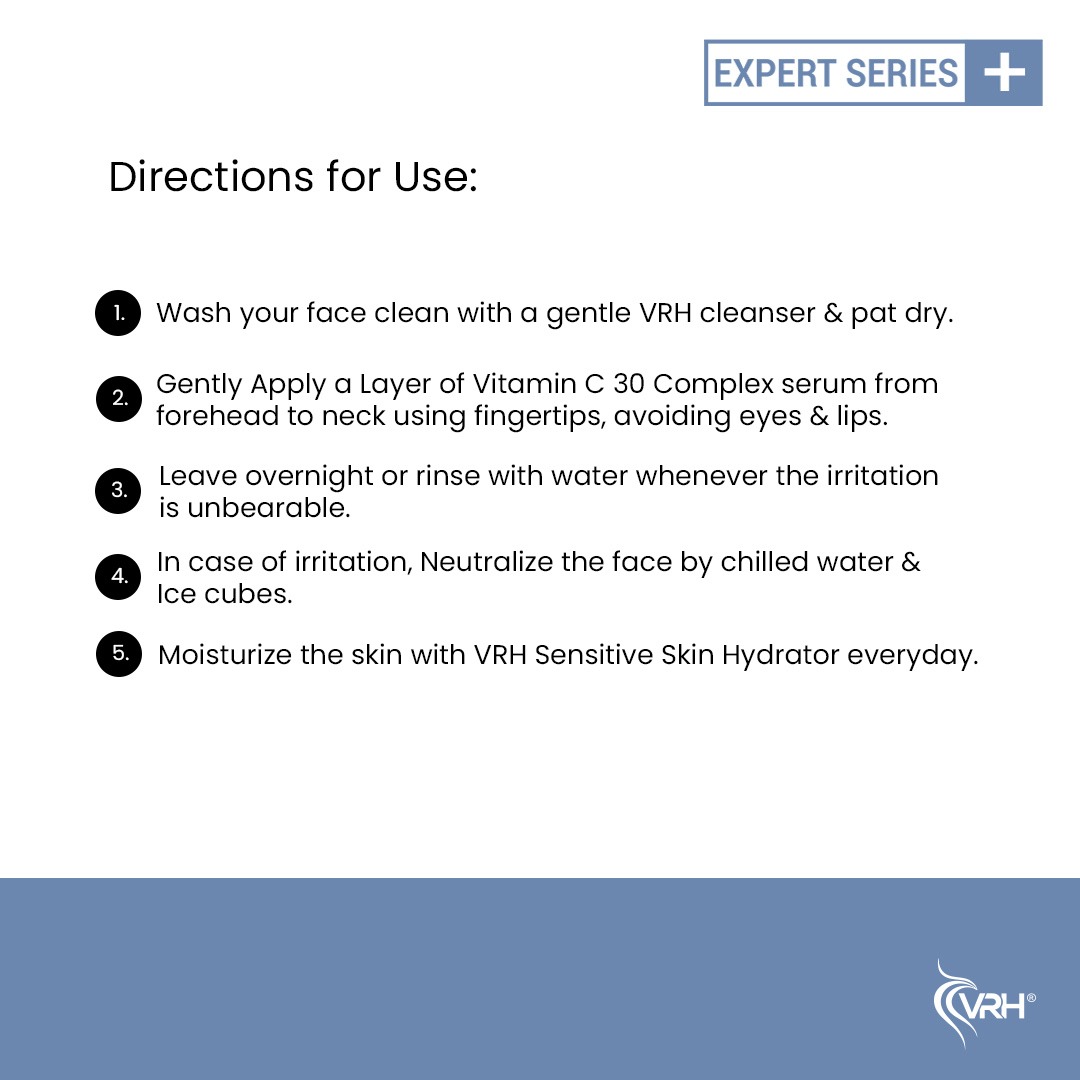 EXPERT SERIES +
Directions for Use:
1. Wash your face clean with a gentle VRH cleanser & pat dry.
2. Gently Apply a Layer of Vitamin C 30 Complex serum from
forehead to neck using fingertips, avoiding eyes & lips.
3. Leave overnight or rinse with water whenever the irritation
is unbearable.
4. In case of irritation, Neutralize the face by chilled water &
Ice cubes.
5. Moisturize the skin with VRH Sensitive Skin Hydrator everyday.
VRH®